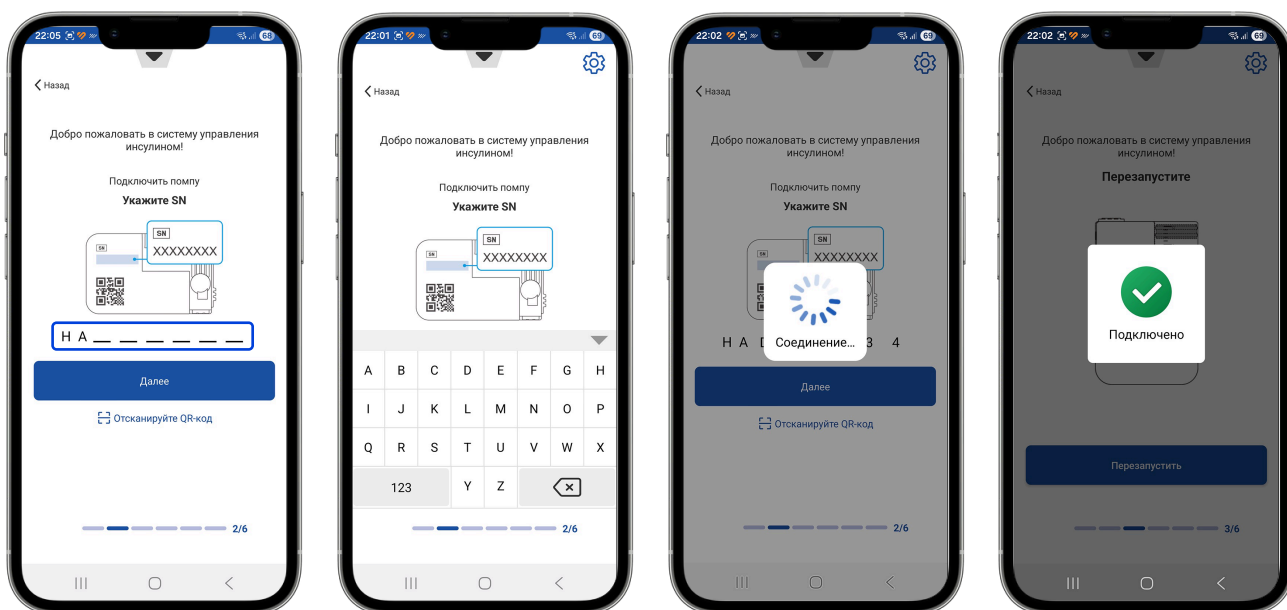 22:05
68
Назад
Добро пожаловать в систему управления
инсулином!
Подключить помпу
Укажите SN
SN
SN
XXXXXXXX
H A _ _ _ _ _ _
Далее
Отсканируйте QR-код
2/6
22:01
69
Назад
Добро пожаловать в систему управления
инсулином!
Подключить помпу
Укажите SN
SN
SN
XXXXXXXX
A B C D E F G H
I J K L M N O P
Q R S T U V W X
123 Y Z
2/6
22:02
69
Назад
Добро пожаловать в систему управления
инсулином!
Подключить помпу
Укажите SN
SN
SN
XXXXXXXX
Соединение...
H A 3 4
Далее
Отсканируйте QR-код
2/6
22:02
69
Назад
Добро пожаловать в систему управления
инсулином!
Перезапустите
Подключено
Перезапустить
3/6